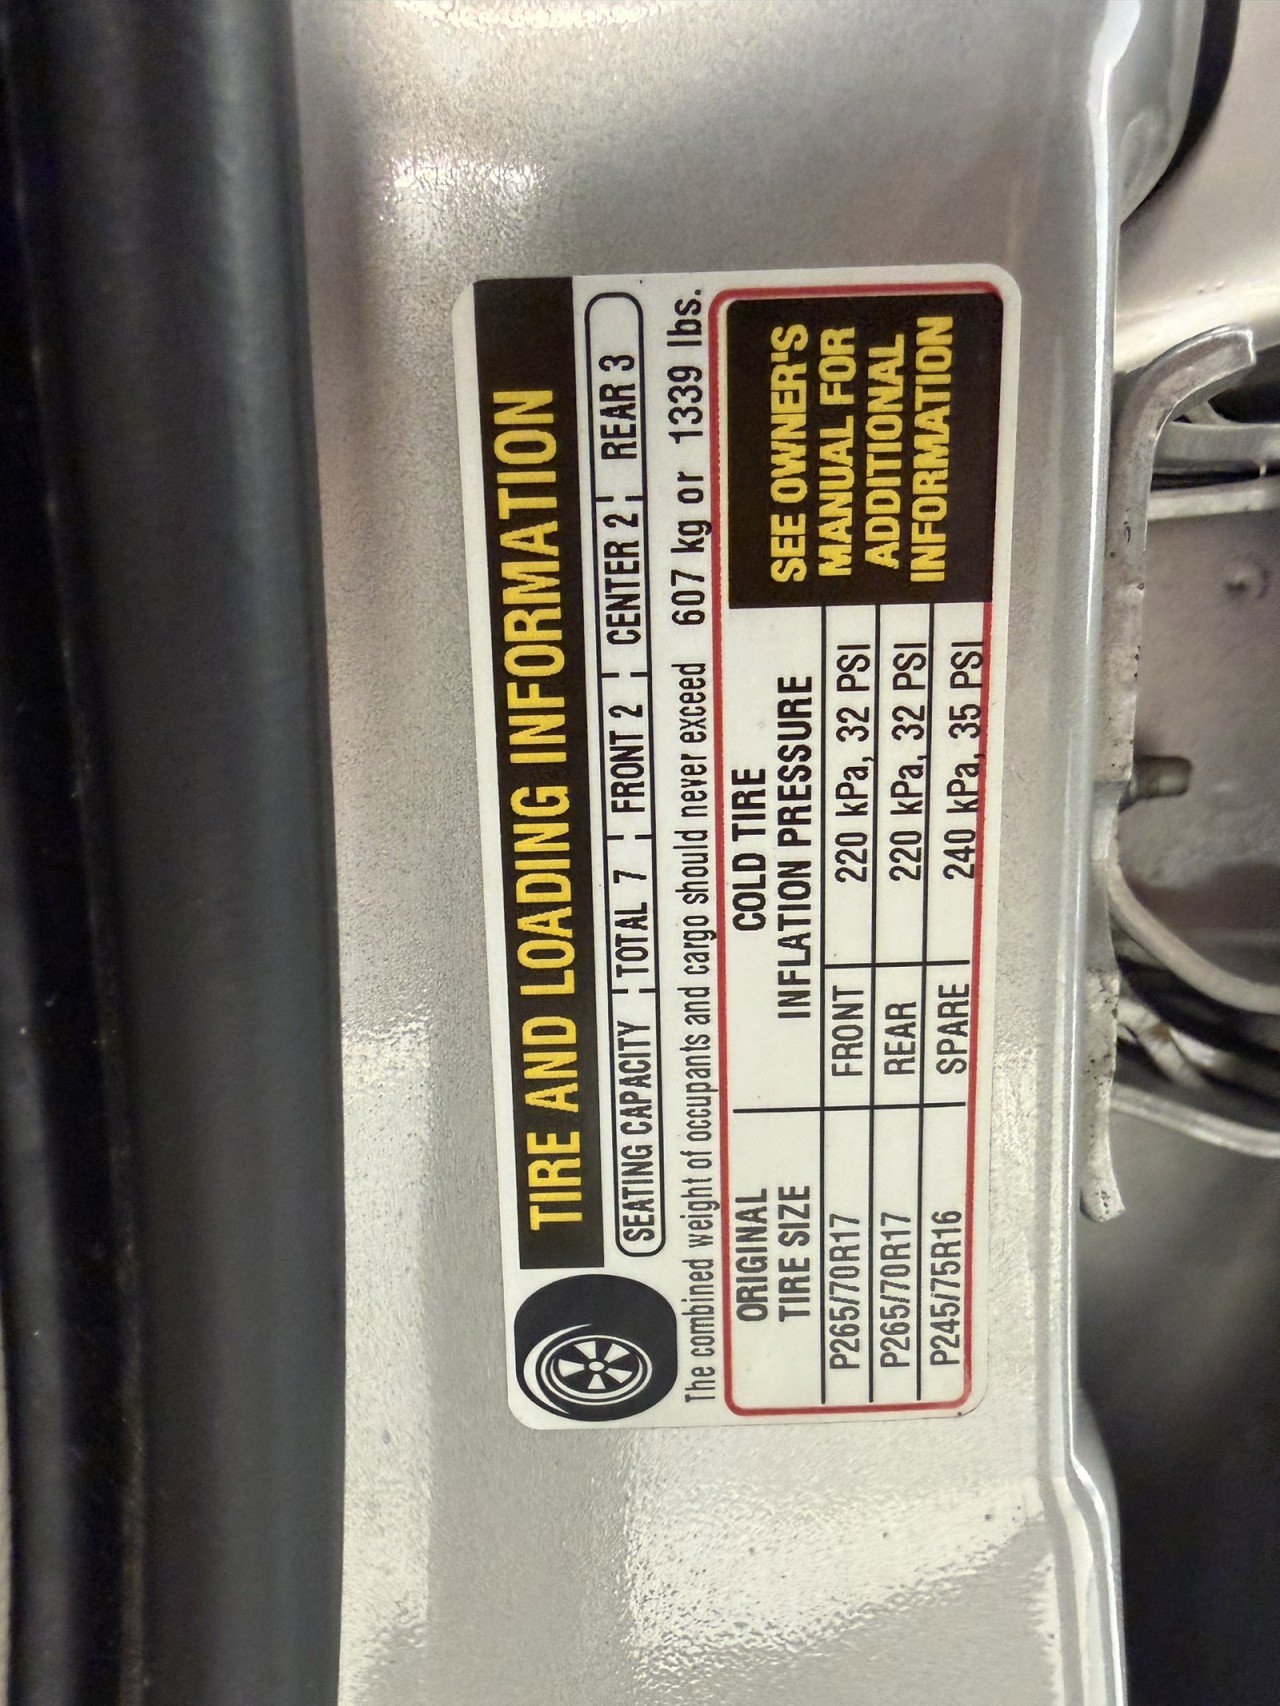 TIRE AND LOADING INFORMATION
SEATING CAPACITY TOTAL 7 FRONT 2 CENTER 2 REAR 3
The combined weight of occupants and cargo should never exceed 607 kg or 1339 lbs.
ORIGINAL TIRE SIZE
COLD TIRE INFLATION PRESSURE
P265/70R17 FRONT 220 kPa, 32 PSI
P265/70R17 REAR 220 kPa, 32 PSI
P245/75R16 SPARE 240 kPa, 35 PSI
SEE OWNER'S
MANUAL FOR
ADDITIONAL
INFORMATION